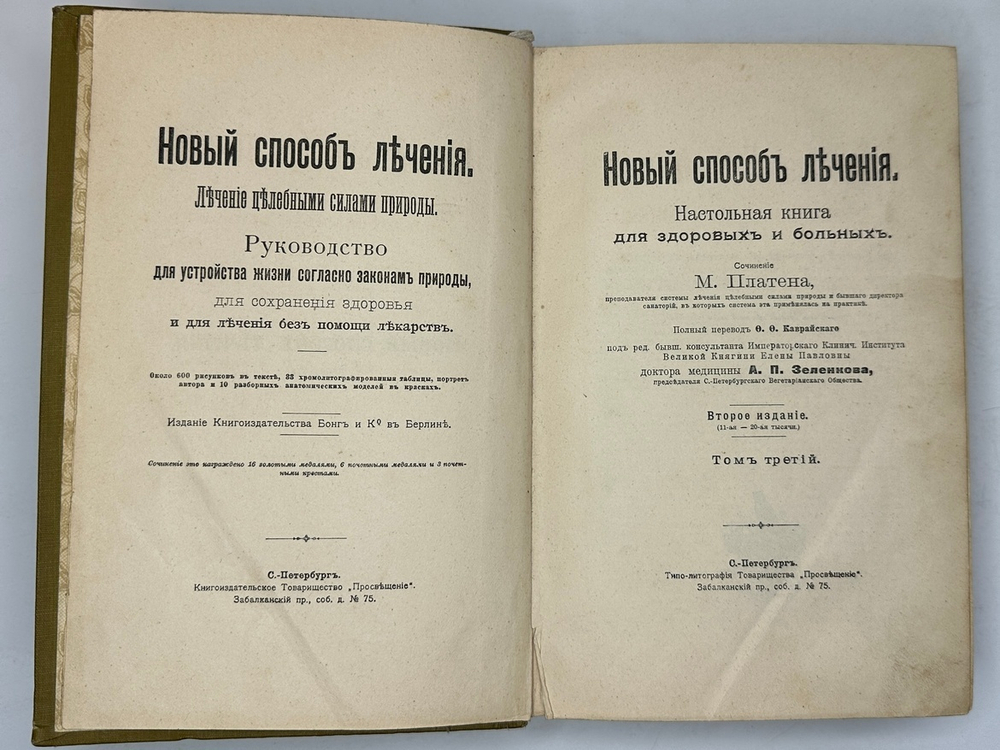 Новый способъ лѣченія.
Лѣченіе цѣлебными силами природы.
Руководство
для устройства жизни согласно законамъ природы,
для сохраненія здоровья
и для лѣченія безъ помощи лѣкарствъ.
Около 600 рисунковъ въ текстѣ, 33 хромолитографированныя таблицы, портретъ
автора и 10 разборныхъ анатомическихъ моделей въ краскахъ.
Изданіе Книгоиздательства Бонгъ и Кº въ Берлинѣ.
Сочиненіе это награждено 16 золотыми медалями, 6 почетными медалями и 3 почет-
ными крестами.
С.-Петербургъ.
Книгоиздательское Товарищество „Просвѣщеніе“.
Забалканскій пр., соб. д. № 75.
Новый способъ лѣченія.
Настольная книга
для здоровыхъ и больныхъ.
Сочиненіе
М. Платена,
преподавателя системы лѣченія цѣлебными силами природы и бывшаго директора
санаторій, въ которыхъ система эта примѣнялась на практикѣ.
Полный переводъ Ѳ. Ѳ. Каврайскаго
подъ ред. бывш. консультанта Императорскаго Клинич. Института
Великой Княгини Елены Павловны
доктора медицины А. П. Зеленкова,
предсѣдателя С.-Петербургскаго Вегетаріанскаго Общества.
Второе изданіе.
(11-ая — 20-ая тысячи.)
Томъ третій.
С.-Петербургъ.
Типо-литографія Товарищества „Просвѣщеніе“.
Забалканскій пр., соб. д. № 75.